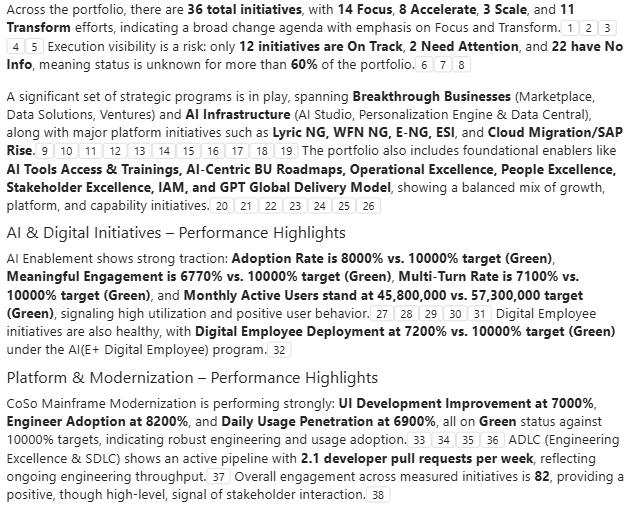 Across the portfolio, there are 36 total initiatives, with 14 Focus, 8 Accelerate, 3 Scale, and 11
Transform efforts, indicating a broad change agenda with emphasis on Focus and Transform. 1 2 3
4 5 Execution visibility is a risk: only 12 initiatives are On Track, 2 Need Attention, and 22 have No
Info, meaning status is unknown for more than 60% of the portfolio. 6 7 8
A significant set of strategic programs is in play, spanning Breakthrough Businesses (Marketplace,
Data Solutions, Ventures) and AI Infrastructure (AI Studio, Personalization Engine & Data Central),
along with major platform initiatives such as Lyric NG, WFN NG, E-NG, ESI, and Cloud Migration/SAP
Rise. 9 10 11 12 13 14 15 16 17 18 19 The portfolio also includes foundational enablers like
AI Tools Access & Trainings, AI-Centric BU Roadmaps, Operational Excellence, People Excellence,
Stakeholder Excellence, IAM, and GPT Global Delivery Model, showing a balanced mix of growth,
platform, and capability initiatives. 20 21 22 23 24 25 26
AI & Digital Initiatives – Performance Highlights
AI Enablement shows strong traction: Adoption Rate is 8000% vs. 10000% target (Green),
Meaningful Engagement is 6770% vs. 10000% target (Green), Multi-Turn Rate is 7100% vs.
10000% target (Green), and Monthly Active Users stand at 45,800,000 vs. 57,300,000 target
(Green), signaling high utilization and positive user behavior. 27 28 29 30 31 Digital Employee
initiatives are also healthy, with Digital Employee Deployment at 7200% vs. 10000% target (Green)
under the AI(E+ Digital Employee) program. 32
Platform & Modernization – Performance Highlights
CoSo Mainframe Modernization is performing strongly: UI Development Improvement at 7000%,
Engineer Adoption at 8200%, and Daily Usage Penetration at 6900%, all on Green status against
10000% targets, indicating robust engineering and usage adoption. 33 34 35 36 ADLC (Engineering
Excellence & SDLC) shows an active pipeline with 2.1 developer pull requests per week, reflecting
ongoing engineering throughput. 37 Overall engagement across measured initiatives is 82, providing a
positive, though high-level, signal of stakeholder interaction. 38